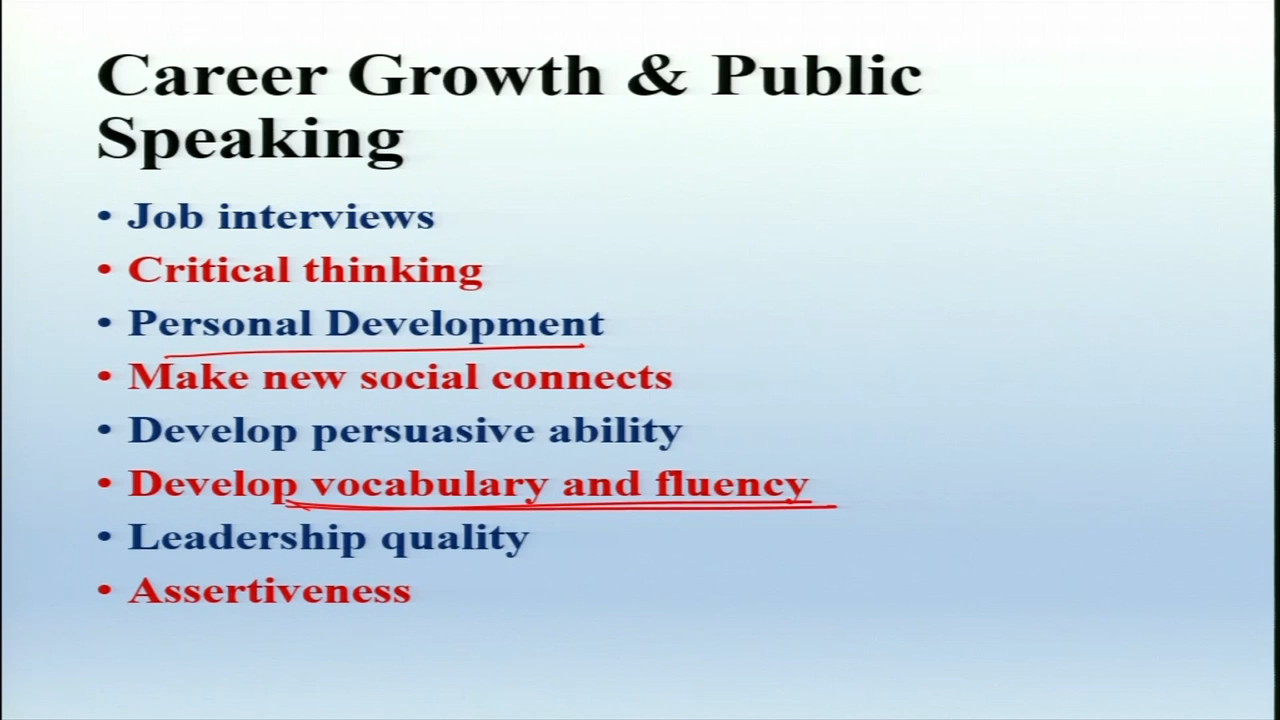 Career Growth & Public
Speaking
• Job interviews
• Critical thinking
• Personal Development
• Make new social connects
• Develop persuasive ability
• Develop vocabulary and fluency
• Leadership quality
• Assertiveness